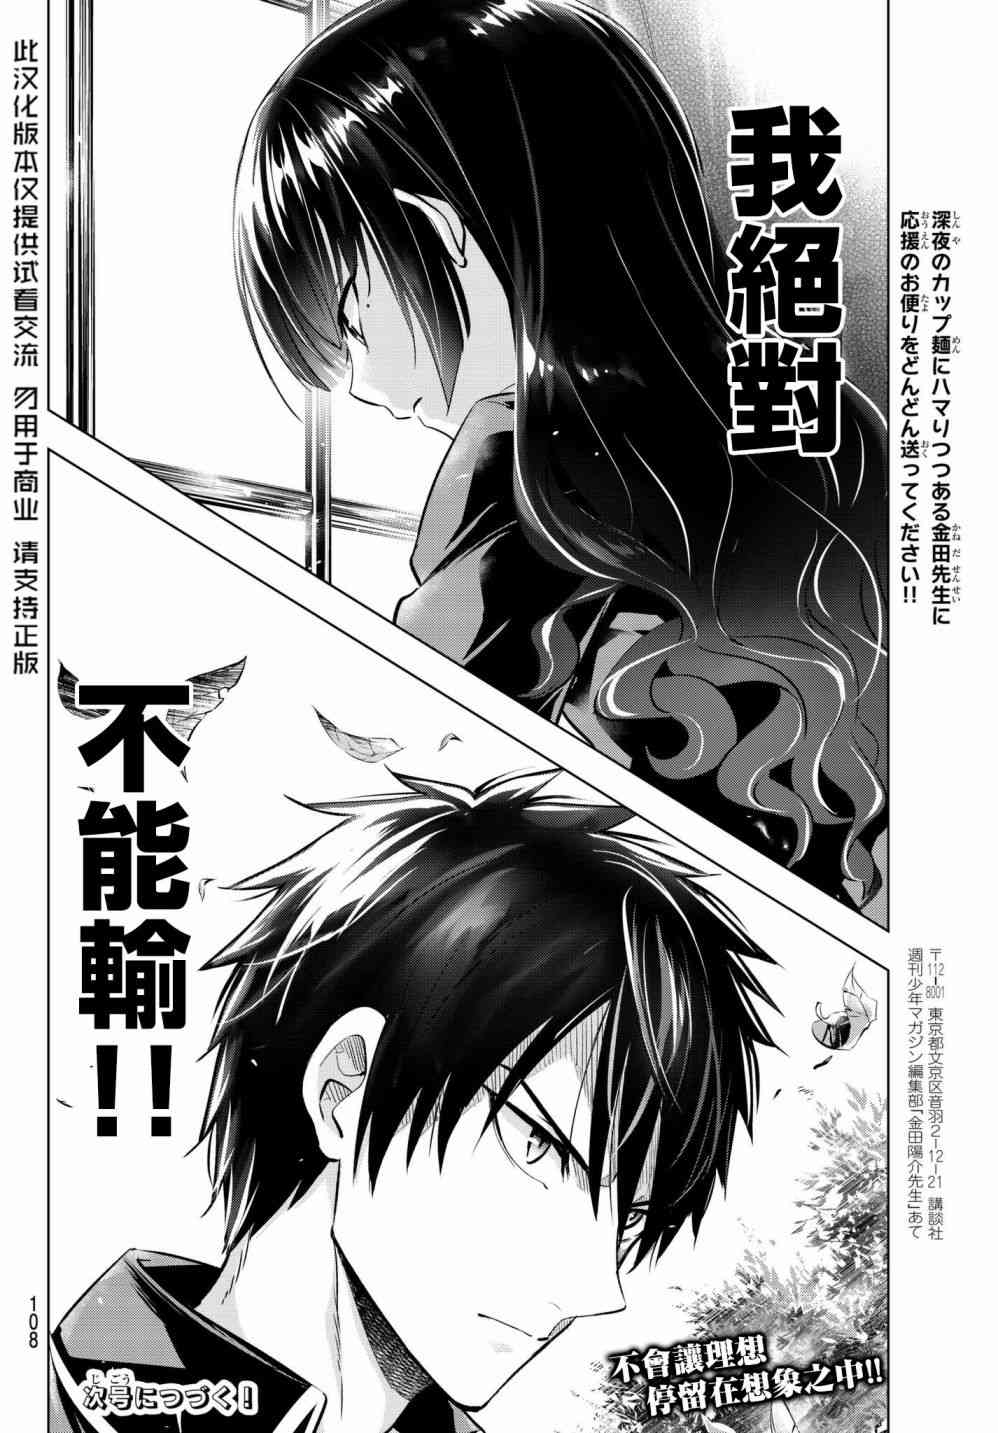 深夜のカップ麺にハマりつつある金田先生に
応援のお便りをどんどん送ってください!!
我絕對
不能輸!!
〒112-8001 東京都文京区音羽2-12-21 講談社
週刊少年マガジン編集部「金田陽介先生」あて
不會讓理想
停留在想象之中!!
次号につづく!
108
此汉化版本仅提供试看交流 勿用于商业 请支持正版